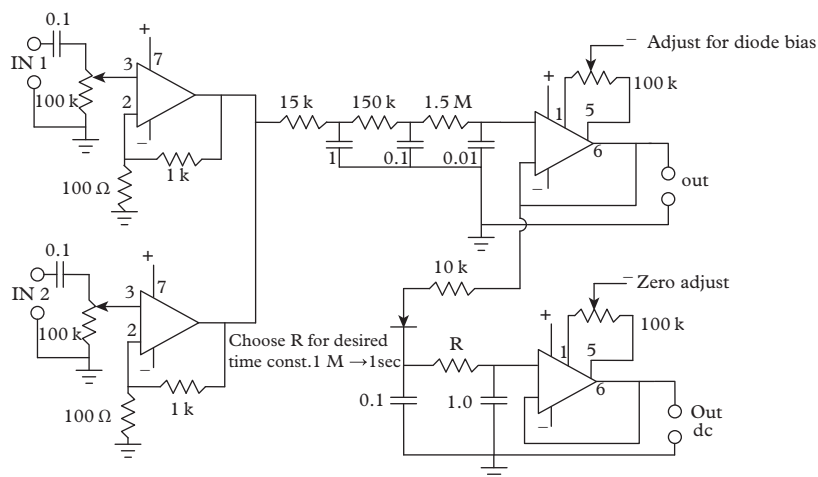 0.1
IN 1
100 k
3
2
+
7
−
1 k
100 Ω
15 k
150 k
1.5 M
1
0.1
0.01
− Adjust for diode bias
100 k
+
1
5
6
−
out
0.1
IN 2
100 k
3
2
+
7
−
1 k
100 Ω
10 k
Choose R for desired
time const.1 M →1sec
R
0.1
1.0
− Zero adjust
100 k
+
1
5
6
−
Out
dc